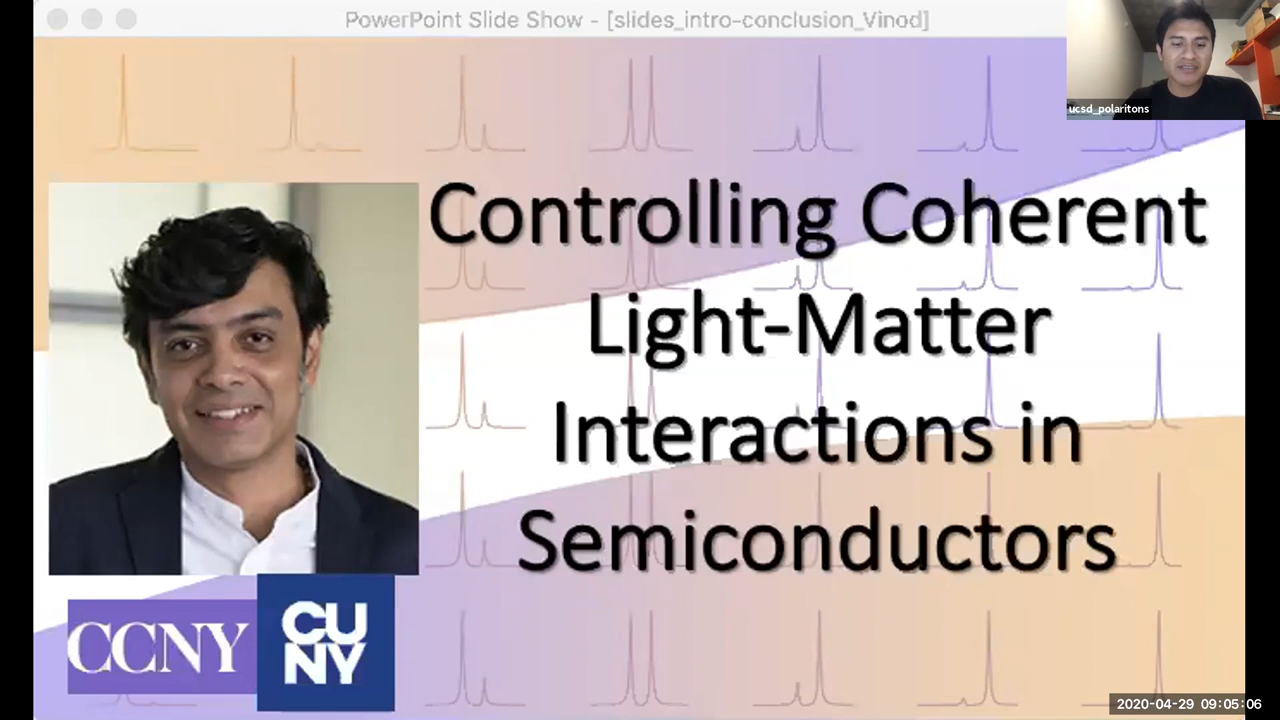 PowerPoint Slide Show - [slides_intro-conclusion_Vinod]
ucsd_polaritons
Controlling Coherent
Light-Matter
Interactions in
Semiconductors
CCNY
CU
NY
2020-04-29 09:05:06